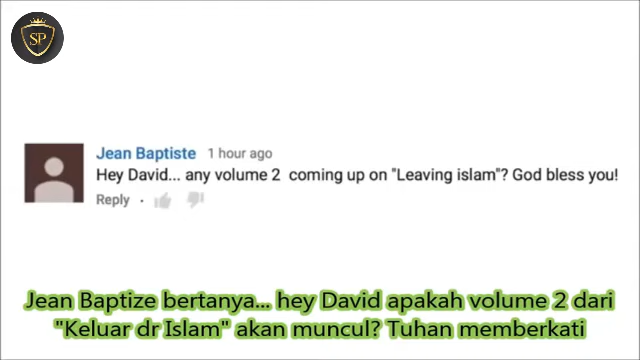 SP
Jean Baptiste 1 hour ago
Hey David... any volume 2 coming up on "Leaving islam"? God bless you!
Reply ·
Jean Baptize bertanya... hey David apakah volume 2 dari
"Keluar dr Islam" akan muncul? Tuhan memberkati